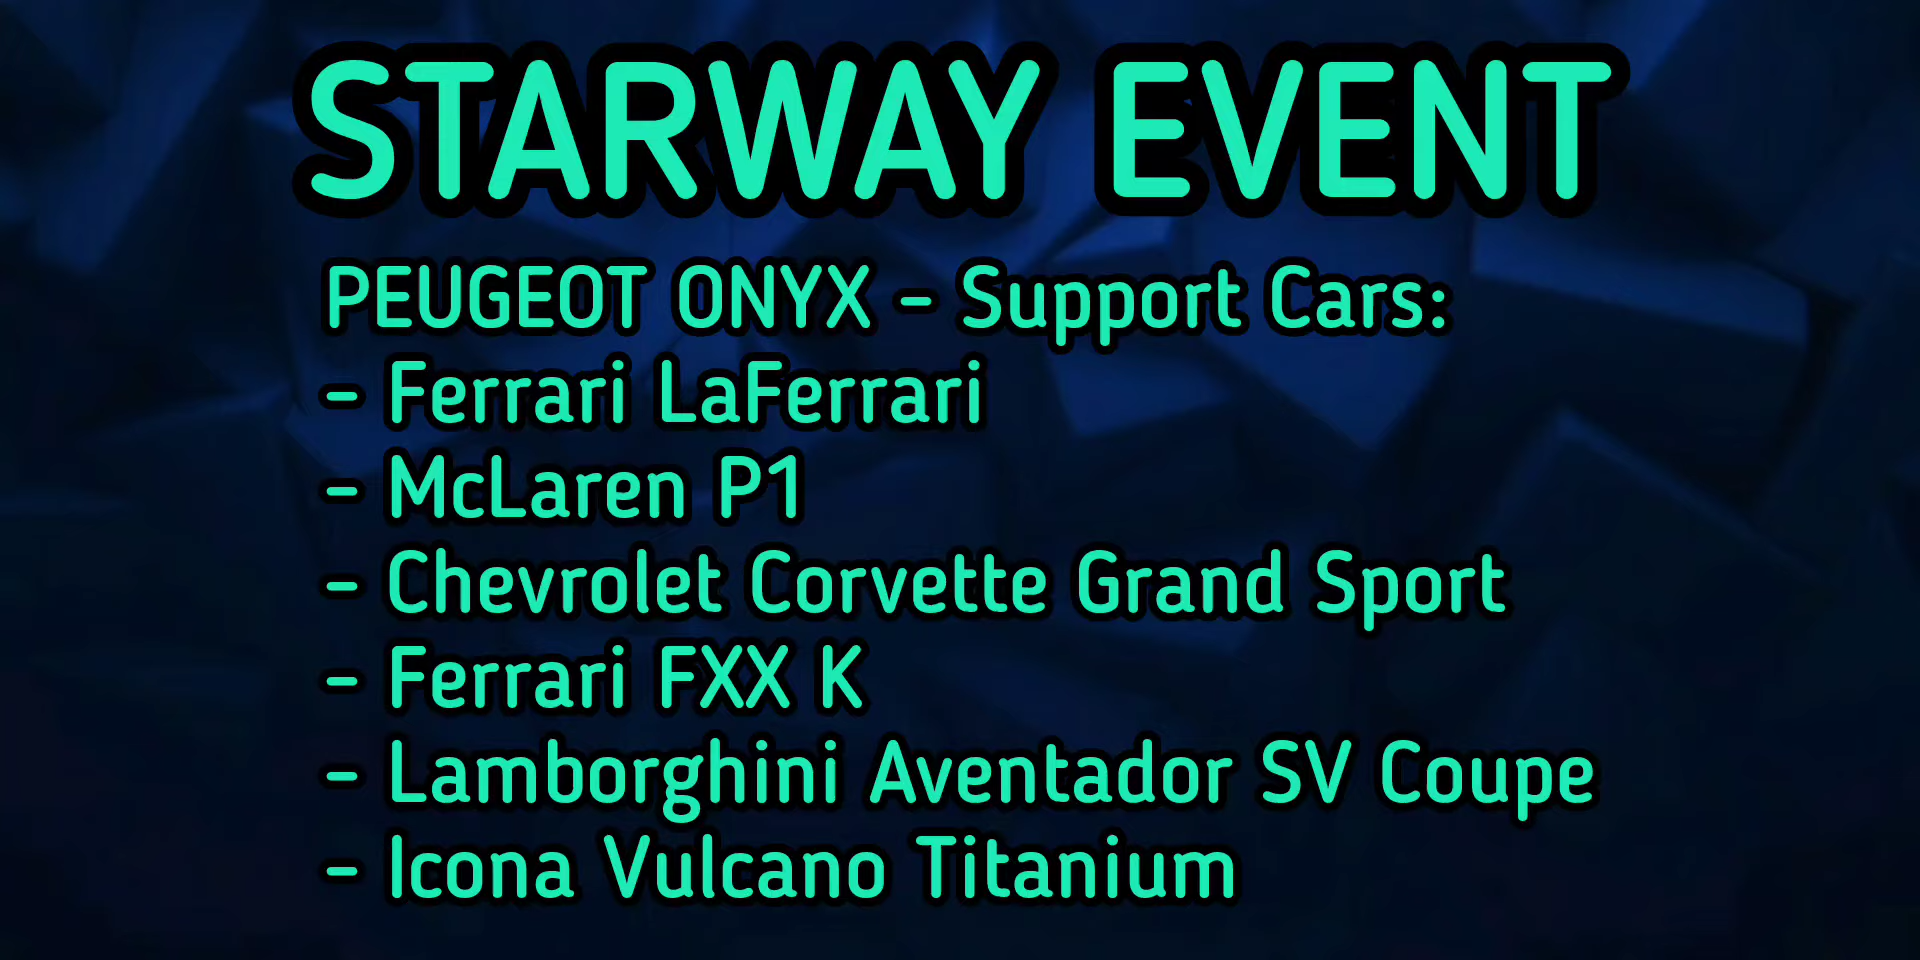 STARWAY EVENT
PEUGEOT ONYX – Support Cars:
– Ferrari LaFerrari
– McLaren P1
– Chevrolet Corvette Grand Sport
– Ferrari FXX K
– Lamborghini Aventador SV Coupe
– Icona Vulcano Titanium